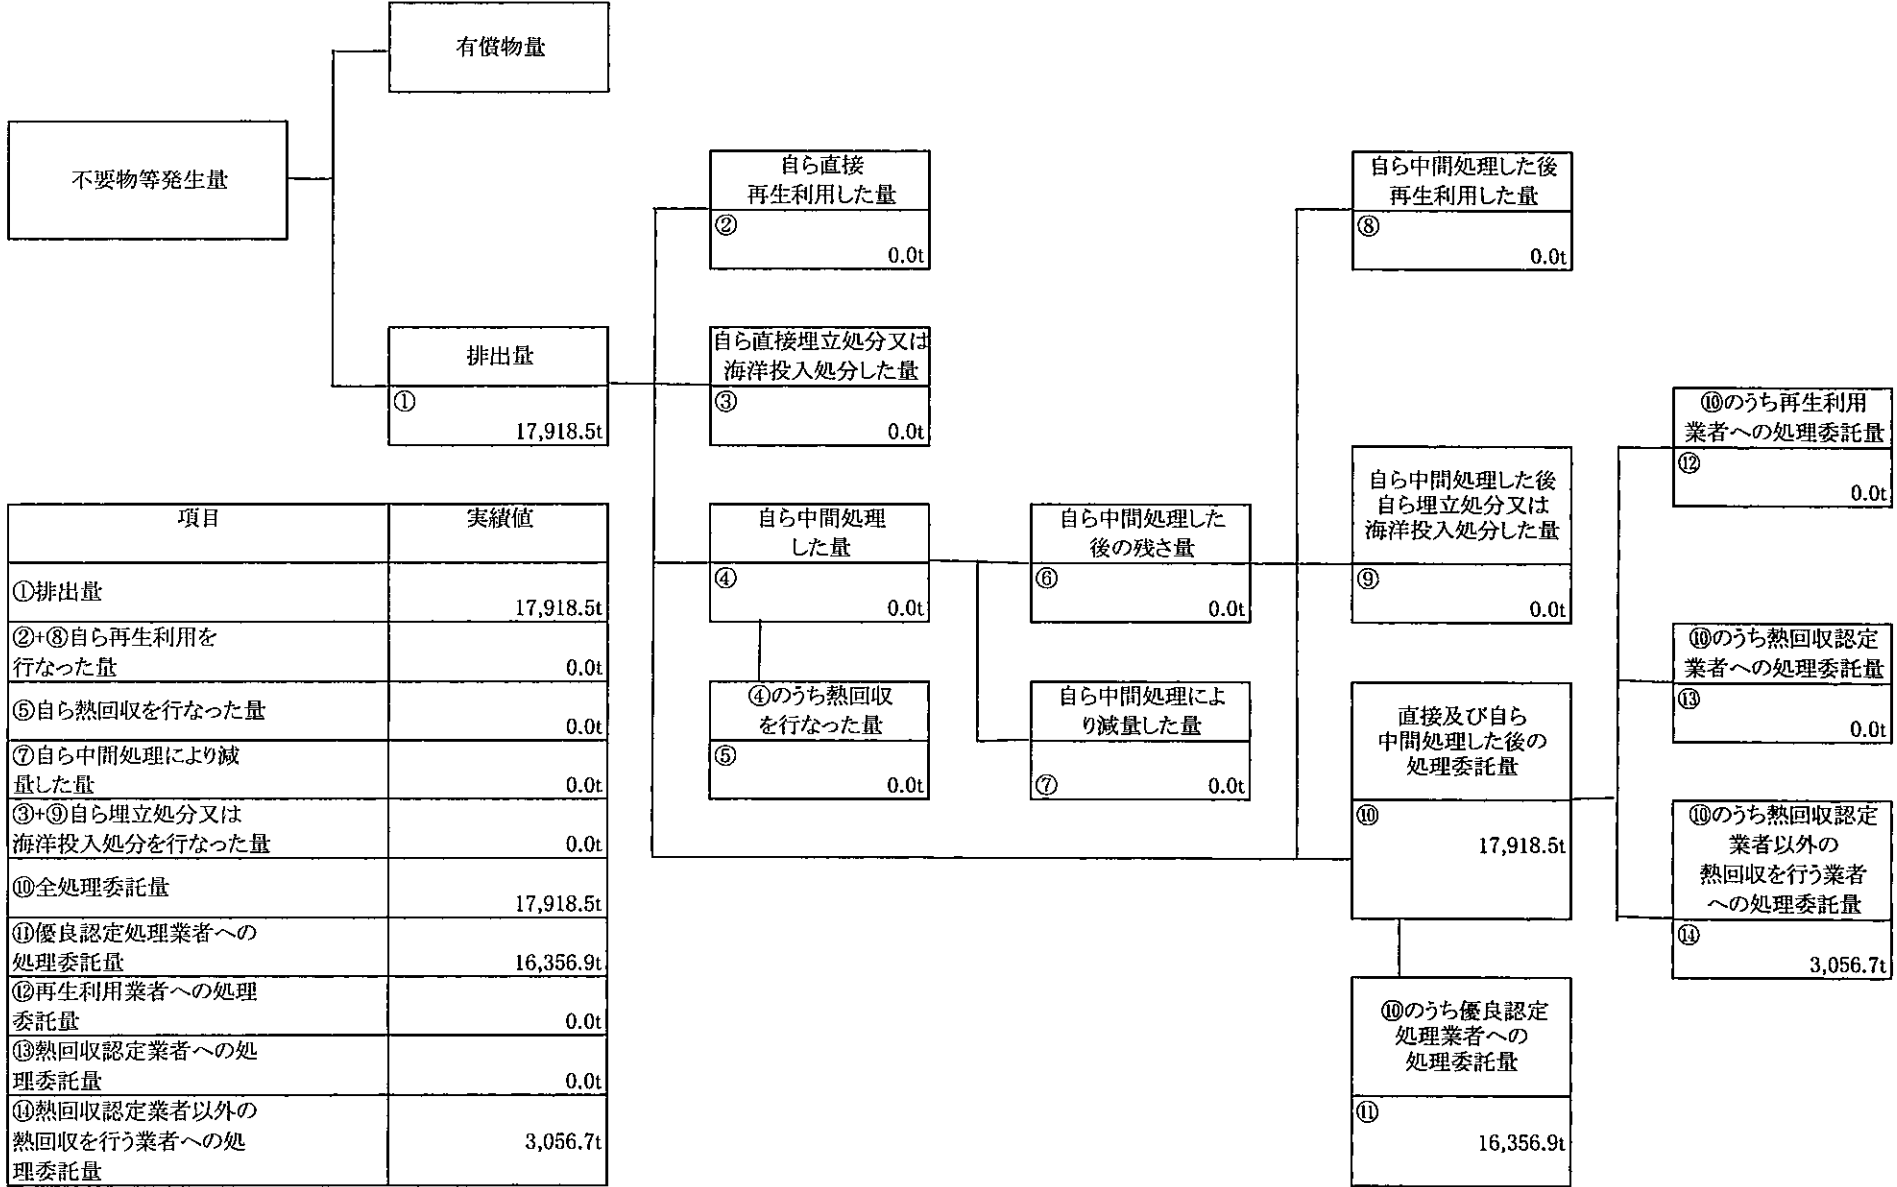 有償物量
不要物等発生量
自ら直接
再生利用した量
②
0.0t
自ら中間処理した後
再生利用した量
⑧
0.0t
排出量
①
17,918.5t
自ら直接埋立処分又は
海洋投入処分した量
③
0.0t
⑩のうち再生利用
業者への処理委託量
⑫
0.0t
自ら中間処理した後
自ら埋立処分又は
海洋投入処分した量
⑨
0.0t
自ら中間処理
した量
④
0.0t
自ら中間処理した
後の残さ量
⑥
0.0t
⑩のうち熱回収認定
業者への処理委託量
⑬
0.0t
④のうち熱回収
を行なった量
⑤
0.0t
自ら中間処理によ
り減量した量
⑦
0.0t
直接及び自ら
中間処理した後の
処理委託量
⑩
17,918.5t
⑩のうち熱回収認定
業者以外の
熱回収を行う業者
への処理委託量
⑭
3,056.7t
⑩のうち優良認定
処理業者への
処理委託量
⑪
16,356.9t
項目
実績値
①排出量
17,918.5t
②+⑧自ら再生利用を
行なった量
0.0t
⑤自ら熱回収を行なった量
0.0t
⑦自ら中間処理により減
量した量
0.0t
③+⑨自ら埋立処分又は
海洋投入処分を行なった量
0.0t
⑩全処理委託量
17,918.5t
⑪優良認定処理業者への
処理委託量
16,356.9t
⑫再生利用業者への処理
委託量
0.0t
⑬熱回収認定業者への処
理委託量
0.0t
⑭熱回収認定業者以外の
熱回収を行う業者への処
理委託量
3,056.7t